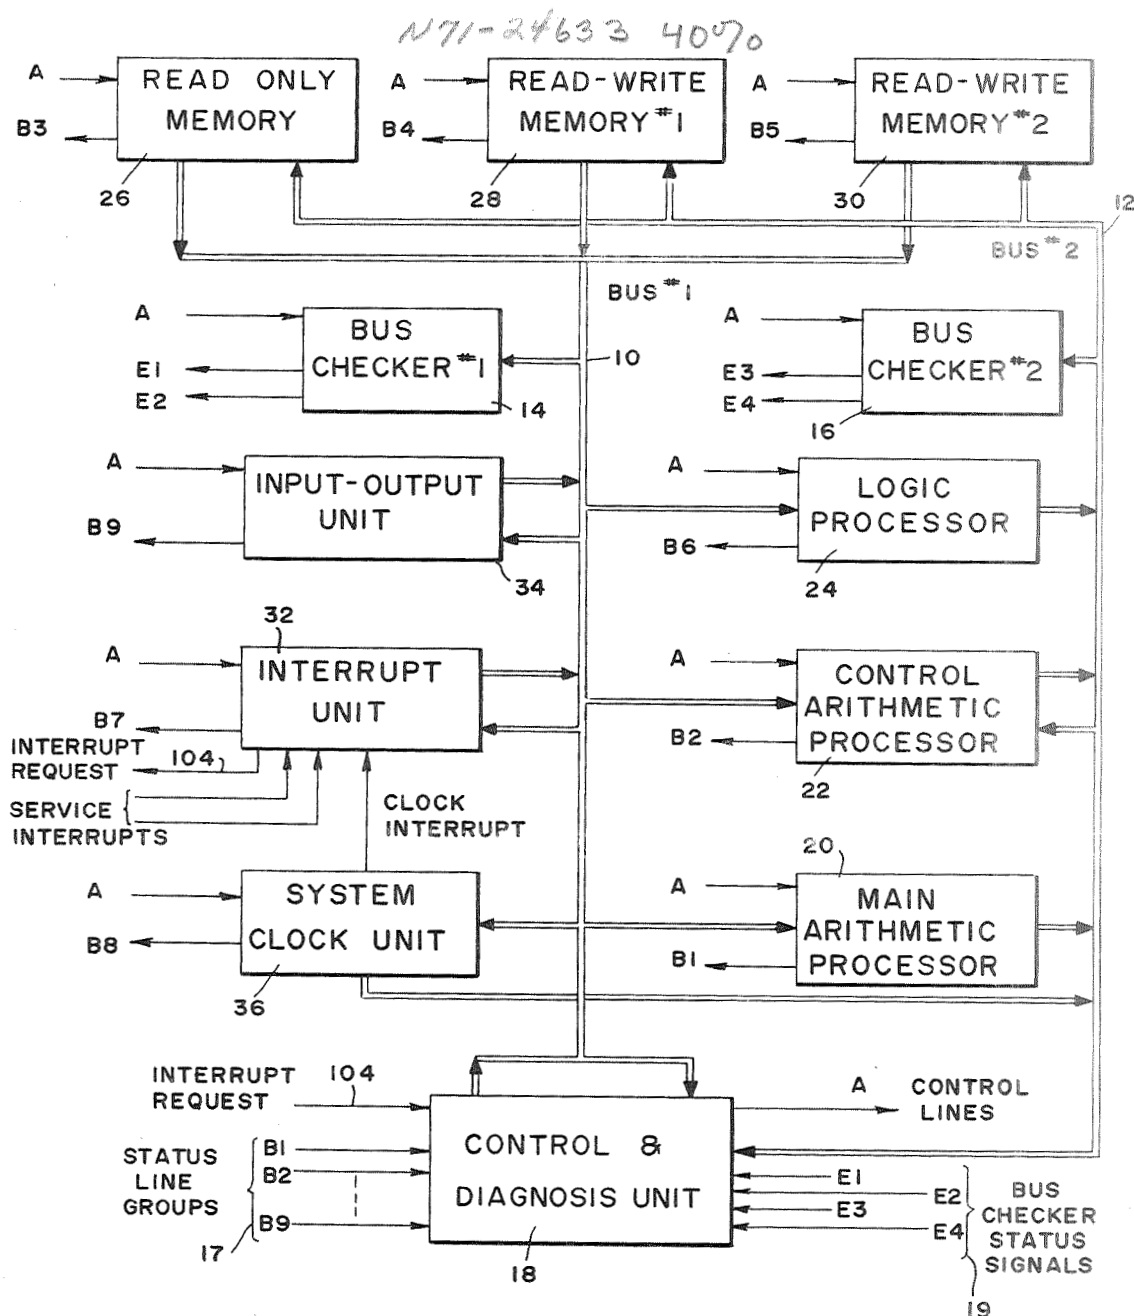 N71-24633 40%
A
READ ONLY
MEMORY
B3
26
A
READ-WRITE
MEMORY #1
B4
28
A
READ-WRITE
MEMORY #2
B5
30
12
BUS #2
BUS #1
A
BUS
CHECKER #1
E1
E2
14
10
A
BUS
CHECKER #2
E3
E4
16
A
INPUT-OUTPUT
UNIT
B9
34
A
LOGIC
PROCESSOR
B6
24
32
A
INTERRUPT
UNIT
B7
INTERRUPT
REQUEST
104
SERVICE
INTERRUPTS
CLOCK
INTERRUPT
A
CONTROL
ARITHMETIC
PROCESSOR
B2
22
A
SYSTEM
CLOCK UNIT
B8
36
20
A
MAIN
ARITHMETIC
PROCESSOR
B1
INTERRUPT
REQUEST
104
STATUS
LINE
GROUPS
B1
B2
B9
17
CONTROL &
DIAGNOSIS UNIT
18
A
CONTROL
LINES
E1
E2
E3
E4
BUS
CHECKER
STATUS
SIGNALS
19